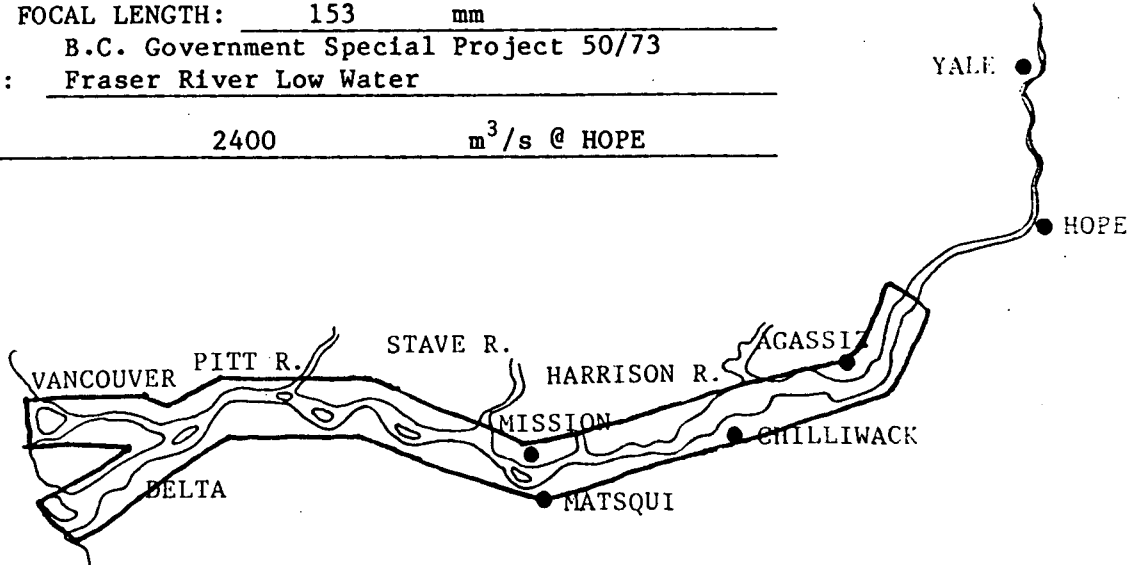 FOCAL LENGTH: 153 mm
B.C. Government Special Project 50/73
: Fraser River Low Water
2400 m³/s @ HOPE
YALE
HOPE
AGASSIZ
STAVE R.
PITT R.
HARRISON R.
VANCOUVER
MISSION
CHILLIWACK
DELTA
MATSQUI